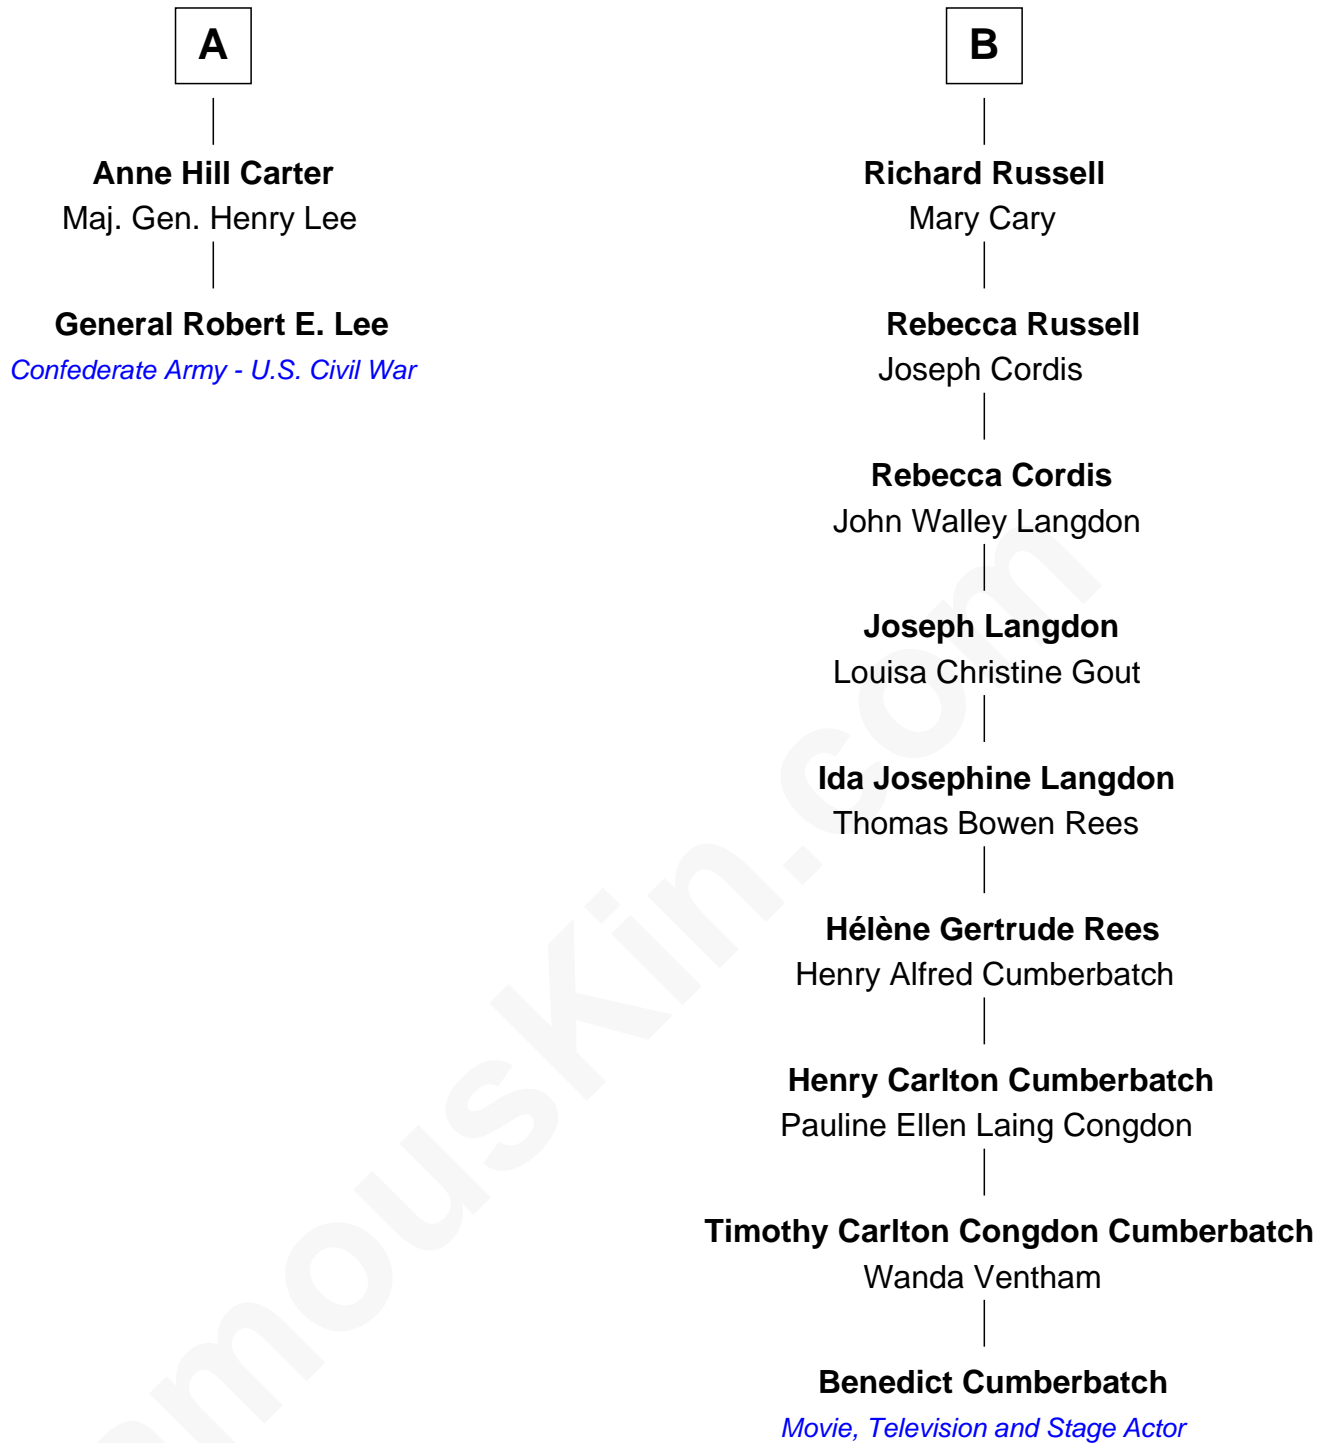 A
Anne Hill Carter
Maj. Gen. Henry Lee
General Robert E. Lee
Confederate Army - U.S. Civil War
B
Richard Russell
Mary Cary
Rebecca Russell
Joseph Cordis
Rebecca Cordis
John Walley Langdon
Joseph Langdon
Louisa Christine Gout
Ida Josephine Langdon
Thomas Bowen Rees
Hélène Gertrude Rees
Henry Alfred Cumberbatch
Henry Carlton Cumberbatch
Pauline Ellen Laing Congdon
Timothy Carlton Congdon Cumberbatch
Wanda Ventham
Benedict Cumberbatch
Movie, Television and Stage Actor
amouskin.com